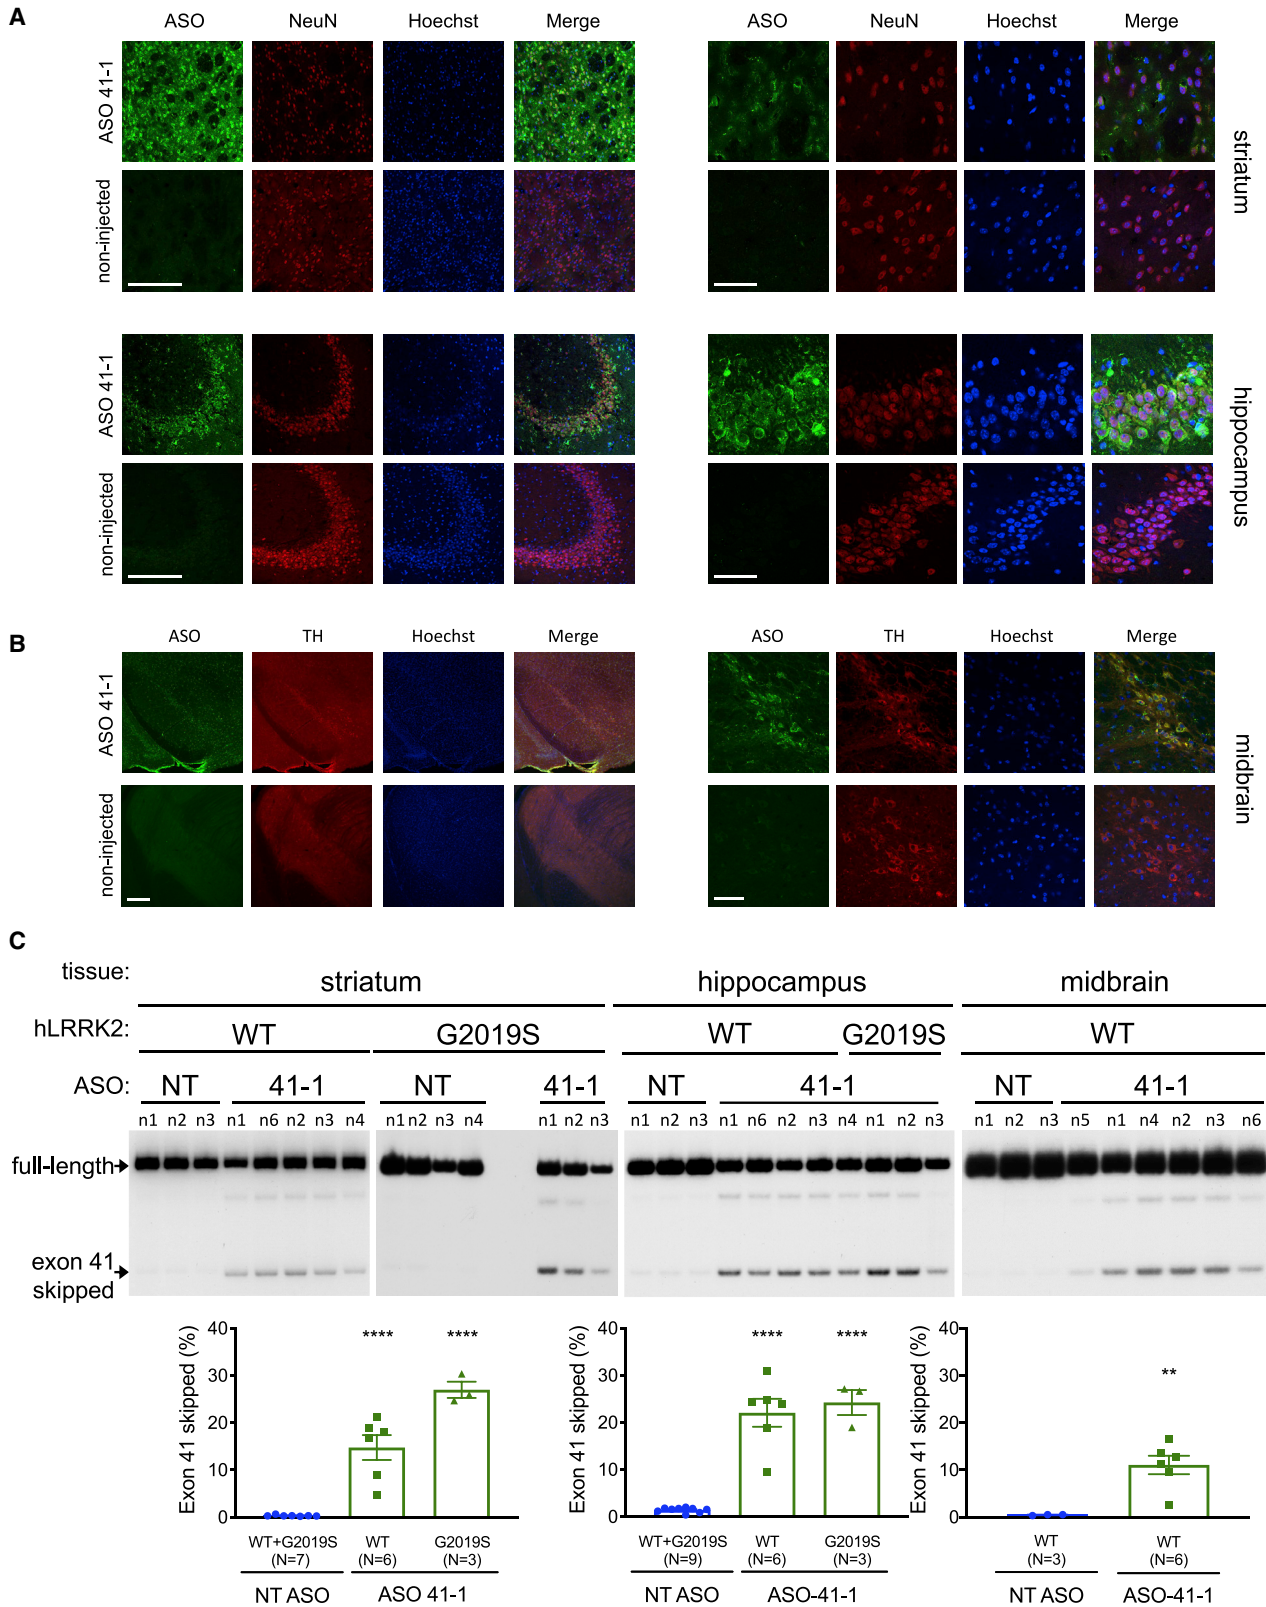 A
ASO NeuN Hoechst Merge ASO NeuN Hoechst Merge
ASO 41-1
non-injected
striatum
ASO 41-1
non-injected
hippocampus
B
ASO TH Hoechst Merge ASO TH Hoechst Merge
ASO 41-1
non-injected
midbrain
C
tissue: striatum hippocampus midbrain
hLRRK2: WT G2019S WT G2019S WT
ASO: NT 41-1 NT 41-1 NT 41-1 NT 41-1
n1 n2 n3 n1 n6 n2 n3 n4 n1 n2 n3 n4 n1 n2 n3 n1 n2 n3 n1 n6 n2 n3 n4 n1 n2 n3 n1 n2 n3 n5 n1 n4 n2 n3 n6
full-length
exon 41
skipped
Exon 41 skipped (%)
40
30
20
10
0
**** ****
WT+G2019S WT G2019S
(N=7) (N=6) (N=3)
NT ASO ASO 41-1
Exon 41 skipped (%)
40
30
20
10
0
**** ****
WT+G2019S WT G2019S
(N=9) (N=6) (N=3)
NT ASO ASO-41-1
Exon 41 skipped (%)
40
30
20
10
0
**
WT WT
(N=3) (N=6)
NT ASO ASO-41-1